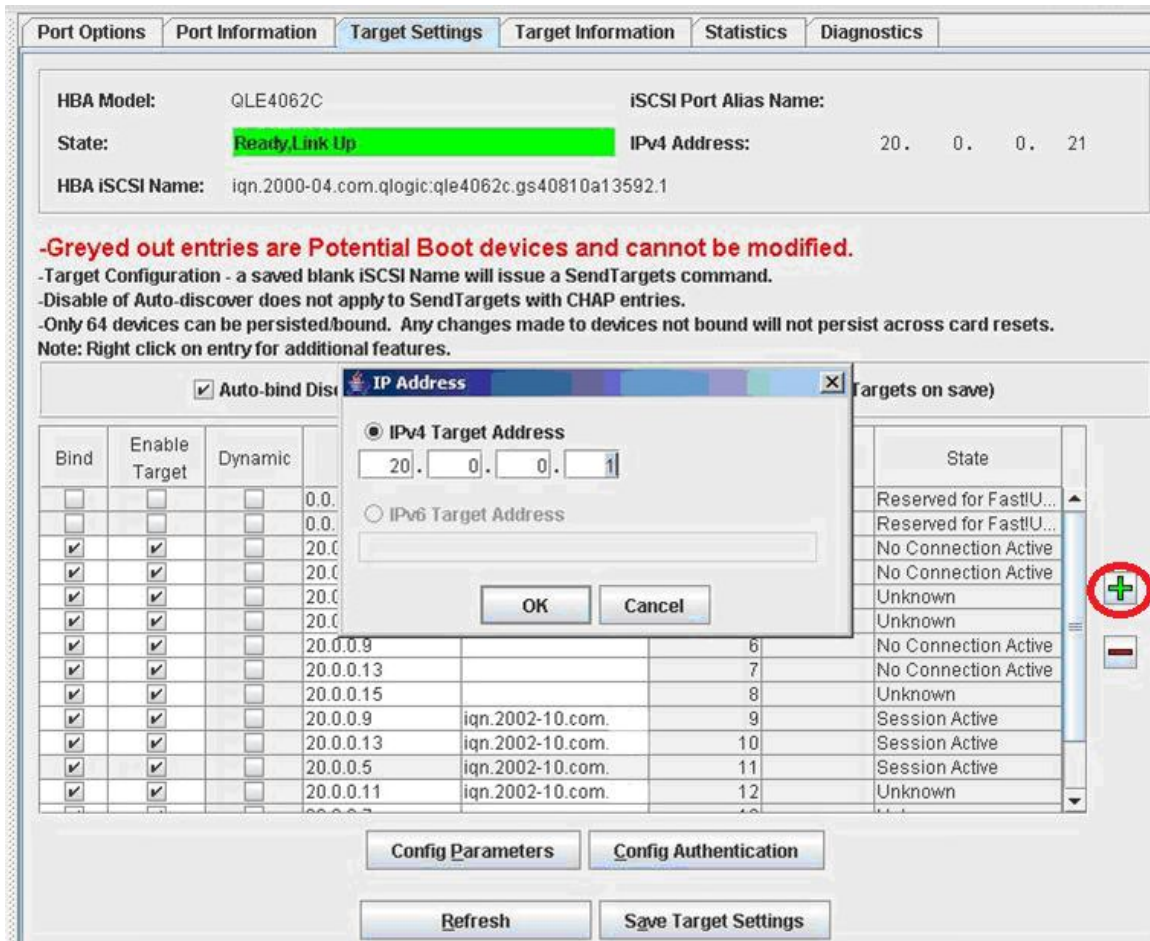 Port Options Port Information Target Settings Target Information Statistics Diagnostics
HBA Model: QLE4062C iSCSI Port Alias Name:
State: Ready,Link Up IPv4 Address: 20. 0. 0. 21
HBA iSCSI Name: iqn.2000-04.com.qlogic:qle4062c.gs40810a13592.1
-Greyed out entries are Potential Boot devices and cannot be modified.
-Target Configuration - a saved blank iSCSI Name will issue a SendTargets command.
-Disable of Auto-discover does not apply to SendTargets with CHAP entries.
-Only 64 devices can be persisted/bound. Any changes made to devices not bound will not persist across card resets.
Note: Right click on entry for additional features.
Auto-bind Targets on save)
IP Address
IPv4 Target Address
20. 0. 0. 1
IPv6 Target Address
OK Cancel
Bind Enable Target Dynamic State
0.0. Reserved for Fast!U...
0.0. Reserved for Fast!U...
No Connection Active
No Connection Active
Unknown
Unknown
20.0.0.9 6 No Connection Active
20.0.0.13 7 No Connection Active
20.0.0.15 8 Unknown
20.0.0.9 iqn.2002-10.com. 9 Session Active
20.0.0.13 iqn.2002-10.com. 10 Session Active
20.0.0.5 iqn.2002-10.com. 11 Session Active
20.0.0.11 iqn.2002-10.com. 12 Unknown
Config Parameters Config Authentication
Refresh Save Target Settings